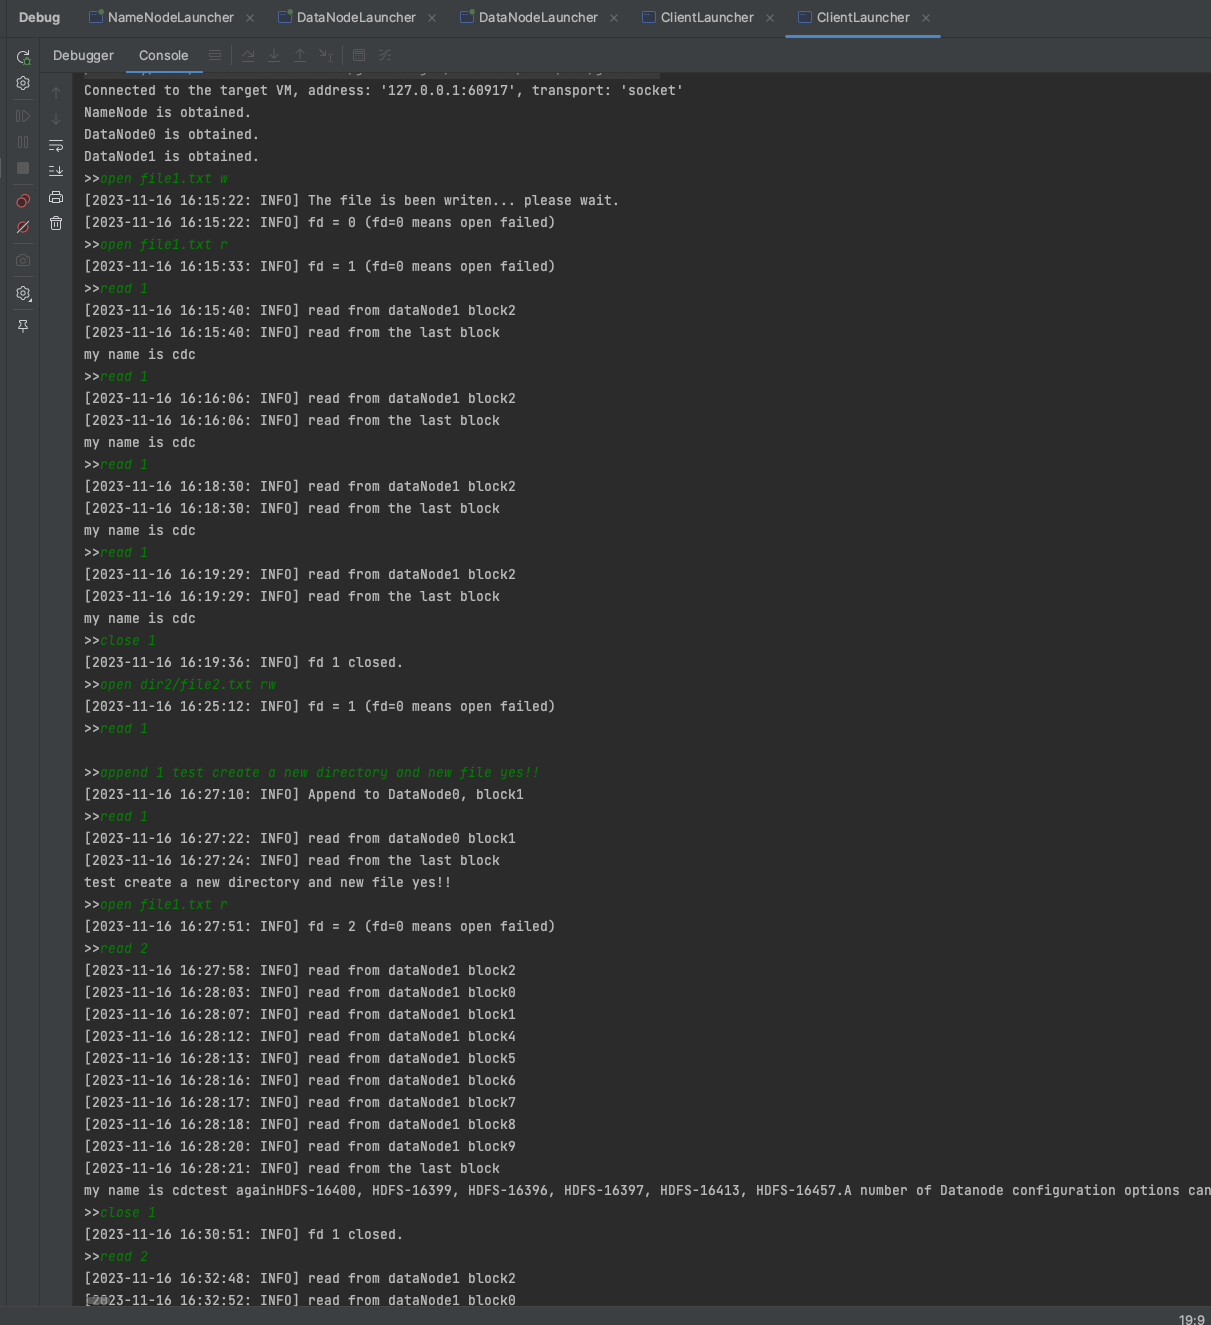 Debug NameNodeLauncher DataNodeLauncher DataNodeLauncher ClientLauncher ClientLauncher
Debugger Console
Connected to the target VM, address: '127.0.0.1:60917', transport: 'socket'
NameNode is obtained.
DataNode0 is obtained.
DataNode1 is obtained.
>>open file1.txt w
[2023-11-16 16:15:22: INFO] The file is been writen... please wait.
[2023-11-16 16:15:22: INFO] fd = 0 (fd=0 means open failed)
>>open file1.txt r
[2023-11-16 16:15:33: INFO] fd = 1 (fd=0 means open failed)
>>read 1
[2023-11-16 16:15:40: INFO] read from dataNode1 block2
[2023-11-16 16:15:40: INFO] read from the last block
my name is cdc
>>read 1
[2023-11-16 16:16:06: INFO] read from dataNode1 block2
[2023-11-16 16:16:06: INFO] read from the last block
my name is cdc
>>read 1
[2023-11-16 16:18:30: INFO] read from dataNode1 block2
[2023-11-16 16:18:30: INFO] read from the last block
my name is cdc
>>read 1
[2023-11-16 16:19:29: INFO] read from dataNode1 block2
[2023-11-16 16:19:29: INFO] read from the last block
my name is cdc
>>close 1
[2023-11-16 16:19:36: INFO] fd 1 closed.
>>open dir2/file2.txt rw
[2023-11-16 16:25:12: INFO] fd = 1 (fd=0 means open failed)
>>read 1
>>append 1 test create a new directory and new file yes!!
[2023-11-16 16:27:10: INFO] Append to DataNode0, block1
>>read 1
[2023-11-16 16:27:22: INFO] read from dataNode0 block1
[2023-11-16 16:27:24: INFO] read from the last block
test create a new directory and new file yes!!
>>open file1.txt r
[2023-11-16 16:27:51: INFO] fd = 2 (fd=0 means open failed)
>>read 2
[2023-11-16 16:27:58: INFO] read from dataNode1 block2
[2023-11-16 16:28:03: INFO] read from dataNode1 block0
[2023-11-16 16:28:07: INFO] read from dataNode1 block1
[2023-11-16 16:28:12: INFO] read from dataNode1 block4
[2023-11-16 16:28:13: INFO] read from dataNode1 block5
[2023-11-16 16:28:16: INFO] read from dataNode1 block6
[2023-11-16 16:28:17: INFO] read from dataNode1 block7
[2023-11-16 16:28:18: INFO] read from dataNode1 block8
[2023-11-16 16:28:20: INFO] read from dataNode1 block9
[2023-11-16 16:28:21: INFO] read from the last block
my name is cdctest againHDFS-16400, HDFS-16399, HDFS-16396, HDFS-16397, HDFS-16413, HDFS-16457.A number of Datanode configuration options can
>>close 1
[2023-11-16 16:30:51: INFO] fd 1 closed.
>>read 2
[2023-11-16 16:32:48: INFO] read from dataNode1 block2
[2023-11-16 16:32:52: INFO] read from dataNode1 block0
19:9